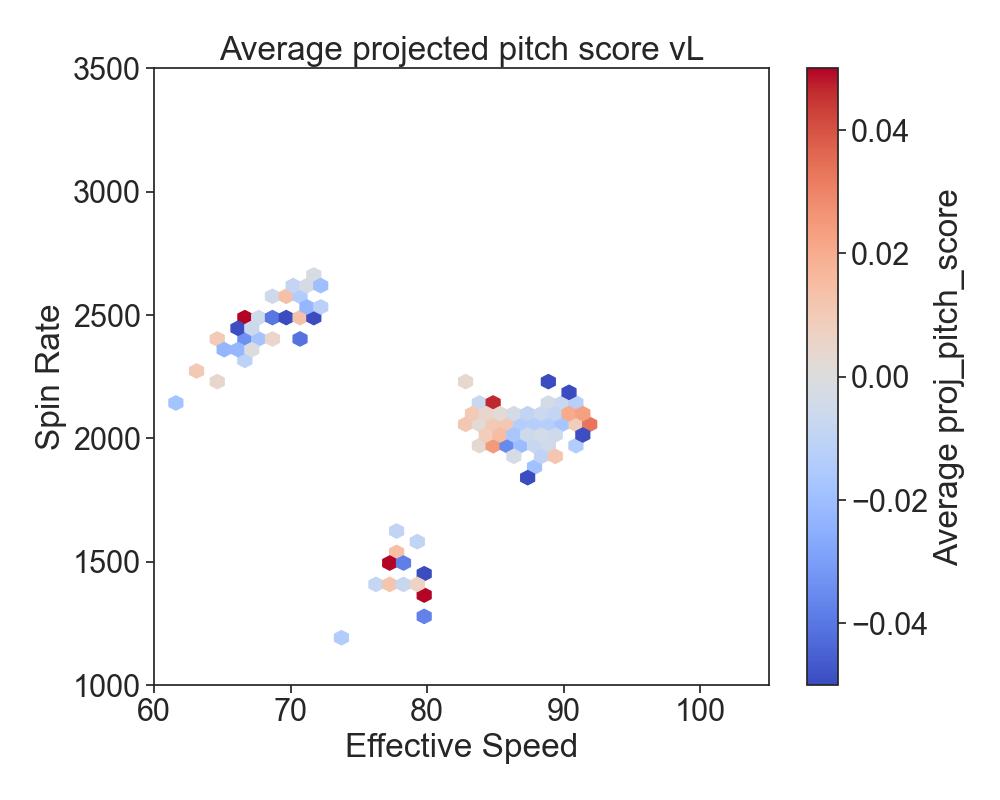 Average projected pitch score vL
3500
3000
2500
2000
1500
1000
Spin Rate
60 70 80 90 100
Effective Speed
0.04
0.02
0.00
−0.02
−0.04
Average proj_pitch_score